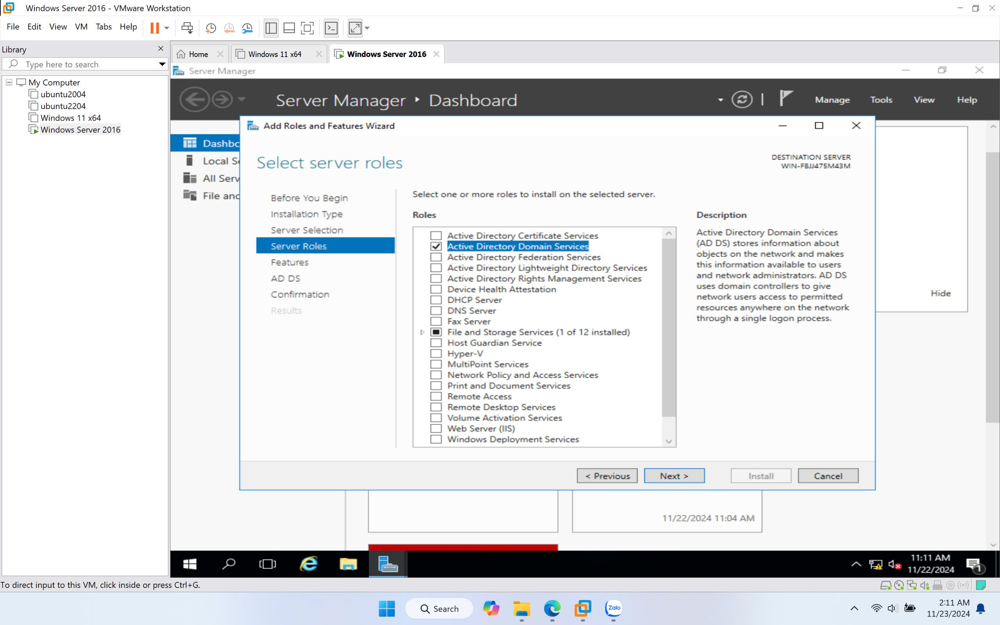 Windows Server 2016 - VMware Workstation
File Edit View VM Tabs Help
Library
Type here to search
My Computer
ubuntu2004
ubuntu2204
Windows 11 x64
Windows Server 2016
Home
Windows 11 x64
Windows Server 2016
Server Manager
Server Manager Dashboard
Manage Tools View Help
Dashbo
Local Se
All Serv
File and
Hide
Add Roles and Features Wizard
Select server roles
DESTINATION SERVER
WIN-FBJJ475M43M
Before You Begin
Installation Type
Server Selection
Server Roles
Features
AD DS
Confirmation
Results
Select one or more roles to install on the selected server.
Roles
Active Directory Certificate Services
Active Directory Domain Services
Active Directory Federation Services
Active Directory Lightweight Directory Services
Active Directory Rights Management Services
Device Health Attestation
DHCP Server
DNS Server
Fax Server
File and Storage Services (1 of 12 installed)
Host Guardian Service
Hyper-V
MultiPoint Services
Network Policy and Access Services
Print and Document Services
Remote Access
Remote Desktop Services
Volume Activation Services
Web Server (IIS)
Windows Deployment Services
Description
Active Directory Domain Services
(AD DS) stores information about
objects on the network and makes
this information available to users
and network administrators. AD DS
uses domain controllers to give
network users access to permitted
resources anywhere on the network
through a single logon process.
< Previous
Next >
Install
Cancel
11/22/2024 11:04 AM
11:11 AM
11/22/2024
1
To direct input to this VM, click inside or press Ctrl+G.
Search
Zalo
2:11 AM
11/23/2024